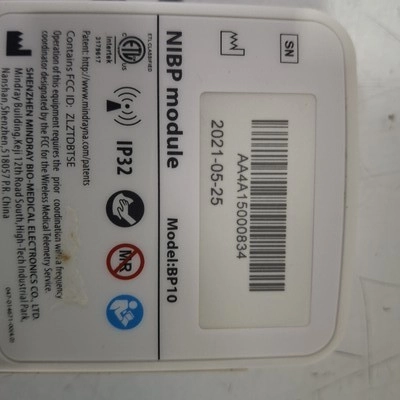 SN
AA4A15000834
2021-05-25
NIBP module Model:BP10
ETL CLASSIFIED
Intertek
3179617
IP32
MR
Patent: http://www.mindrayna.com/patents
Contains FCC ID: ZLZTDBTSE
Operation of this equipment requires the prior coordination with a frequency
coordinator designated by the FCC for the Wireless Medical Telemetry Service.
SHENZHEN MINDRAY BIO-MEDICAL ELECTRONICS CO., LTD.
Mindray Building,Keji 12th Road South,High-Tech Industrial Park,
Nanshan,Shenzhen,518057 P.R. China